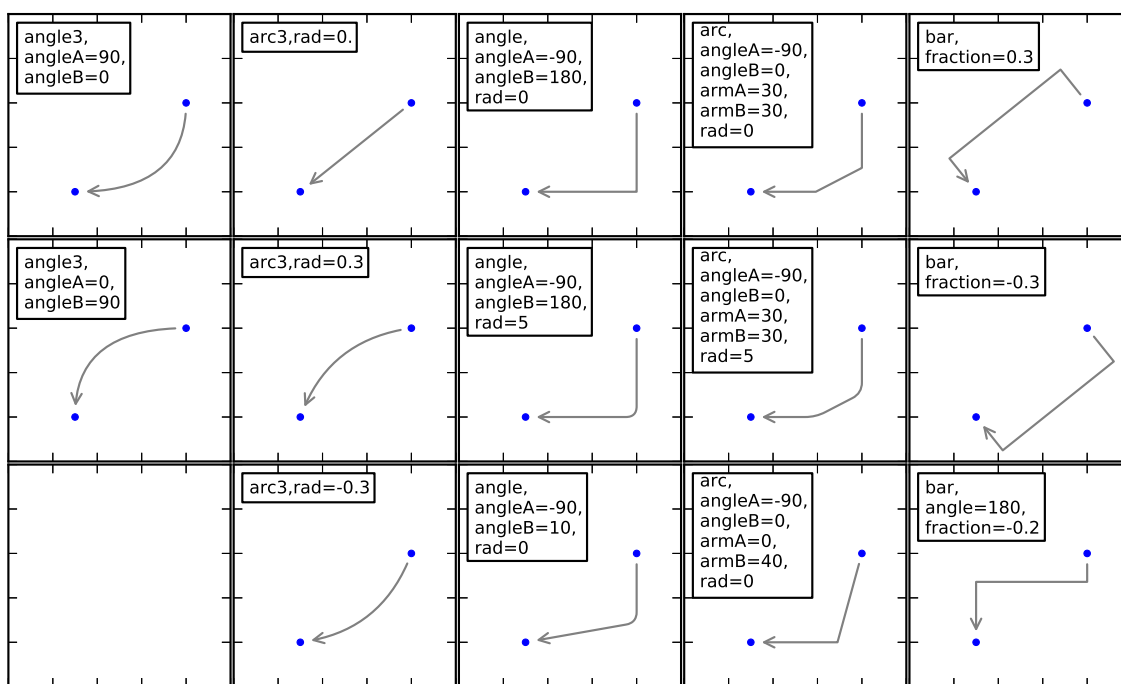 angle3,
angleA=90,
angleB=0
arc3,rad=0.
angle,
angleA=-90,
angleB=180,
rad=0
arc,
angleA=-90,
angleB=0,
armA=30,
armB=30,
rad=0
bar,
fraction=0.3
angle3,
angleA=0,
angleB=90
arc3,rad=0.3
angle,
angleA=-90,
angleB=180,
rad=5
arc,
angleA=-90,
angleB=0,
armA=30,
armB=30,
rad=5
bar,
fraction=-0.3
arc3,rad=-0.3
angle,
angleA=-90,
angleB=10,
rad=0
arc,
angleA=-90,
angleB=0,
armA=0,
armB=40,
rad=0
bar,
angle=180,
fraction=-0.2